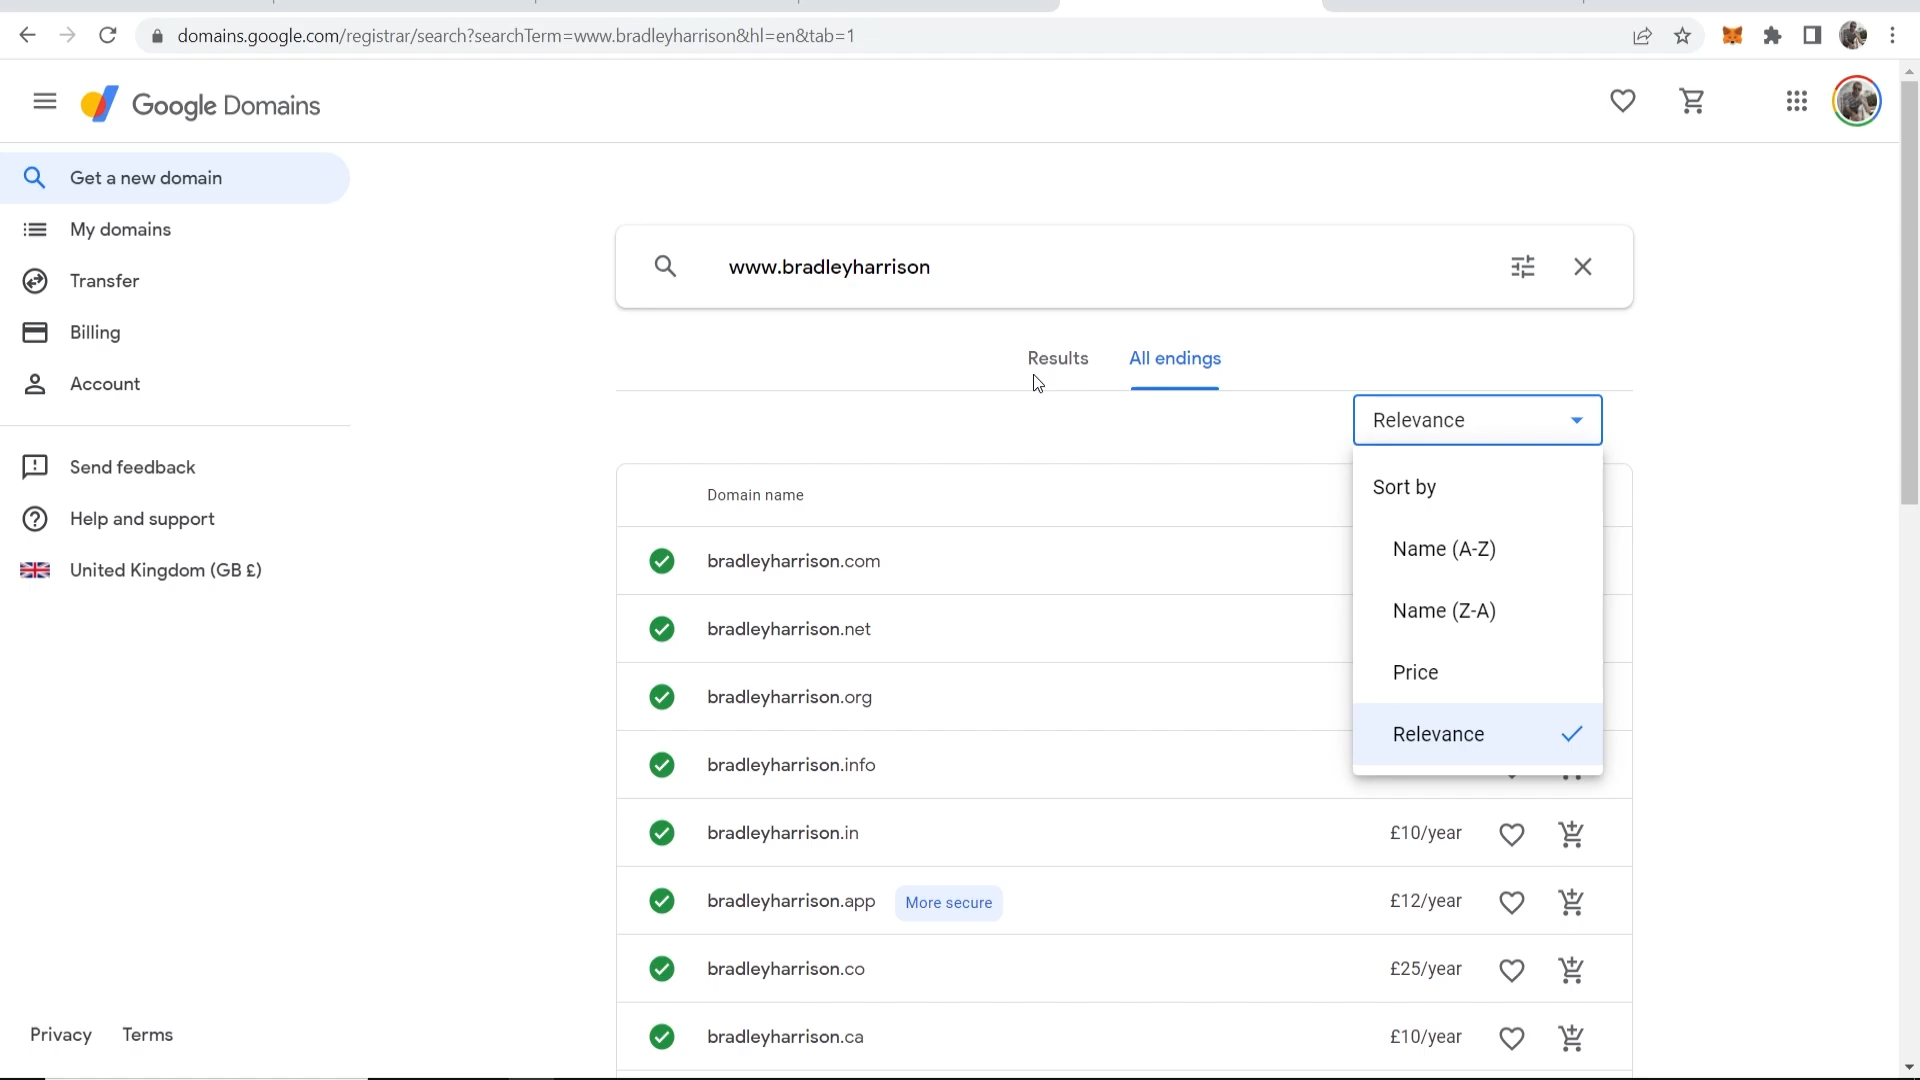 domains.google.com/registrar/search?searchTerm=www.bradleyharrison&hl=en&tab=1
Google Domains
Get a new domain
My domains
Transfer
Billing
Account
Send feedback
Help and support
United Kingdom (GB £)
Privacy Terms
www.bradleyharrison
Results All endings
Relevance
Sort by
Name (A-Z)
Name (Z-A)
Price
Relevance
Domain name
bradleyharrison.com
bradleyharrison.net
bradleyharrison.org
bradleyharrison.info
bradleyharrison.in £10/year
bradleyharrison.app More secure £12/year
bradleyharrison.co £25/year
bradleyharrison.ca £10/year